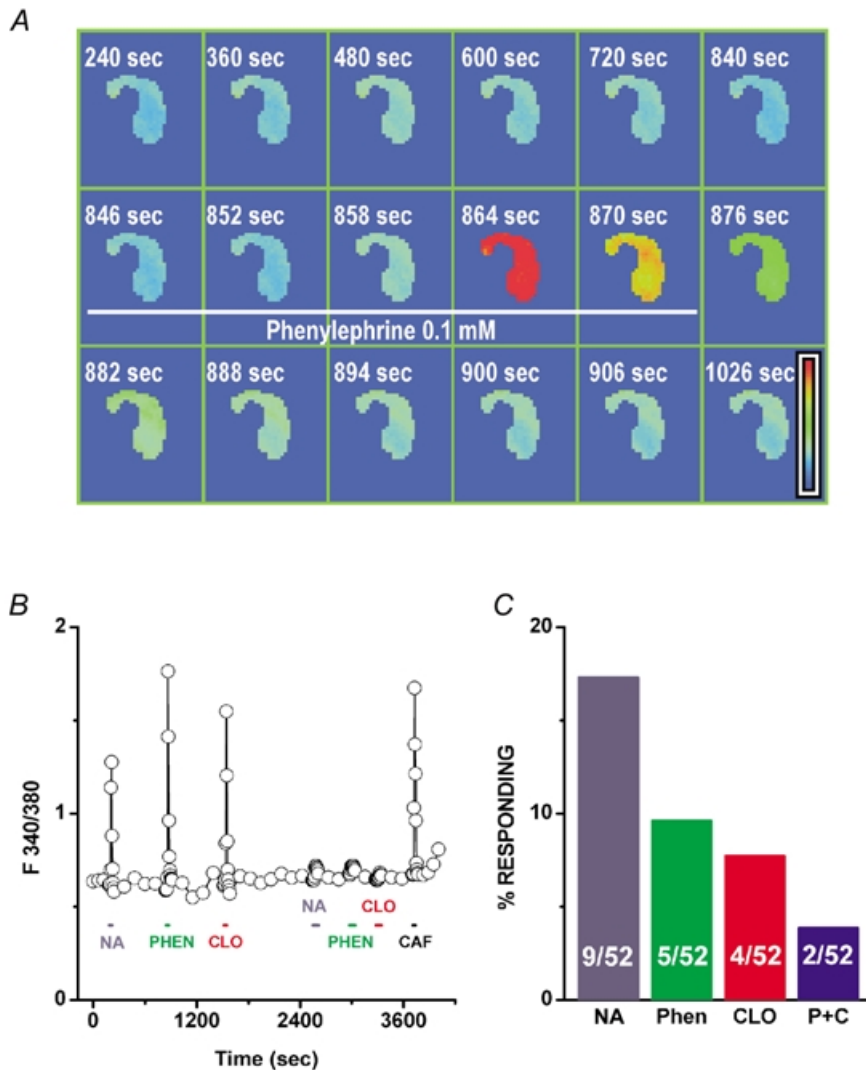 A
240 sec 360 sec 480 sec 600 sec 720 sec 840 sec
846 sec 852 sec 858 sec 864 sec 870 sec 876 sec
Phenylephrine 0.1 mM
882 sec 888 sec 894 sec 900 sec 906 sec 1026 sec
B
2
1
0
F 340/380
NA PHEN CLO NA PHEN CLO CAF
0 1200 2400 3600
Time (sec)
C
20
10
0
% RESPONDING
9/52 5/52 4/52 2/52
NA Phen CLO P+C